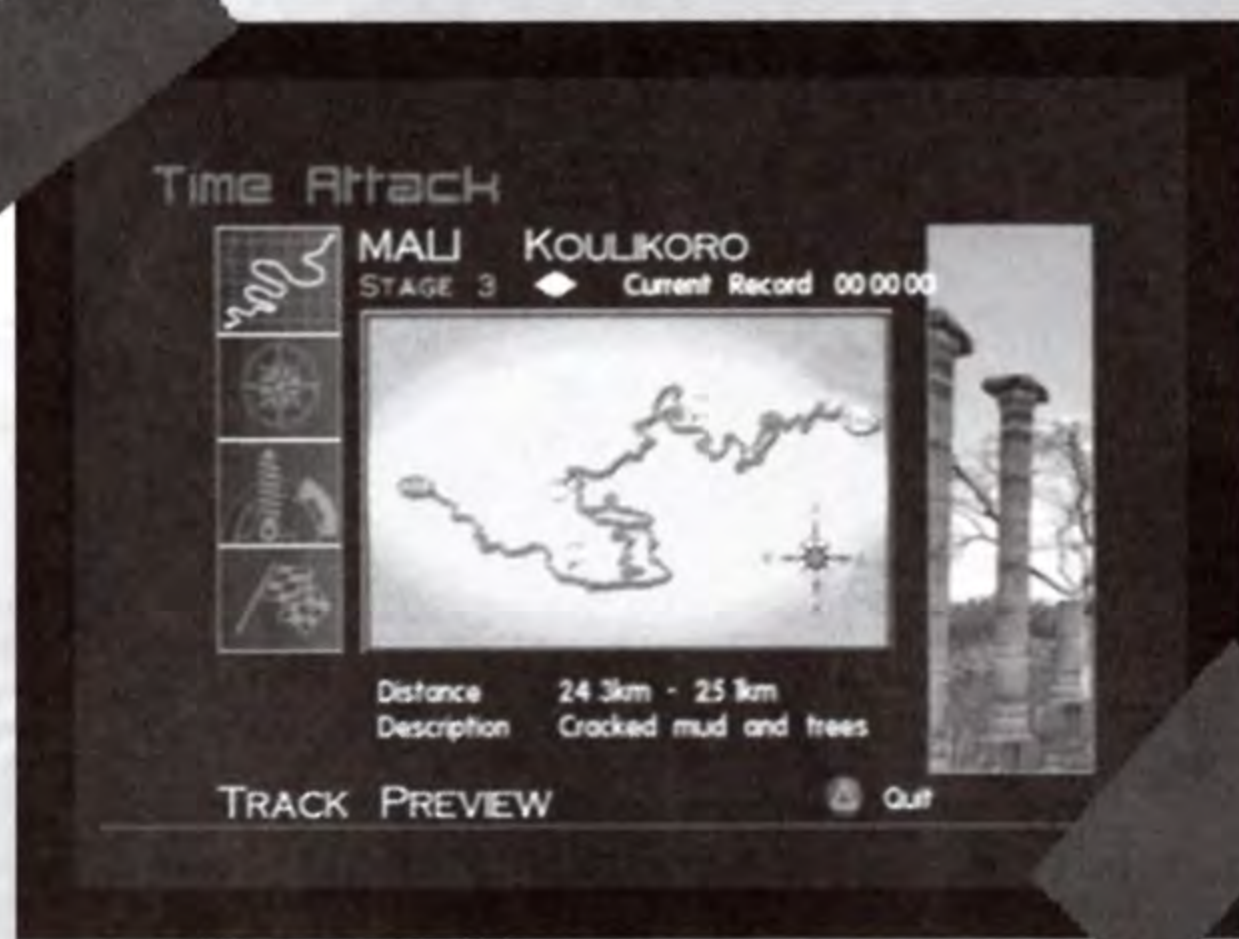 Time Attack
MALI KOULIKORO
STAGE 3 Current Record 00 00 00
Distance 24 3km - 25 1km
Description Cracked mud and trees
TRACK PREVIEW Quit